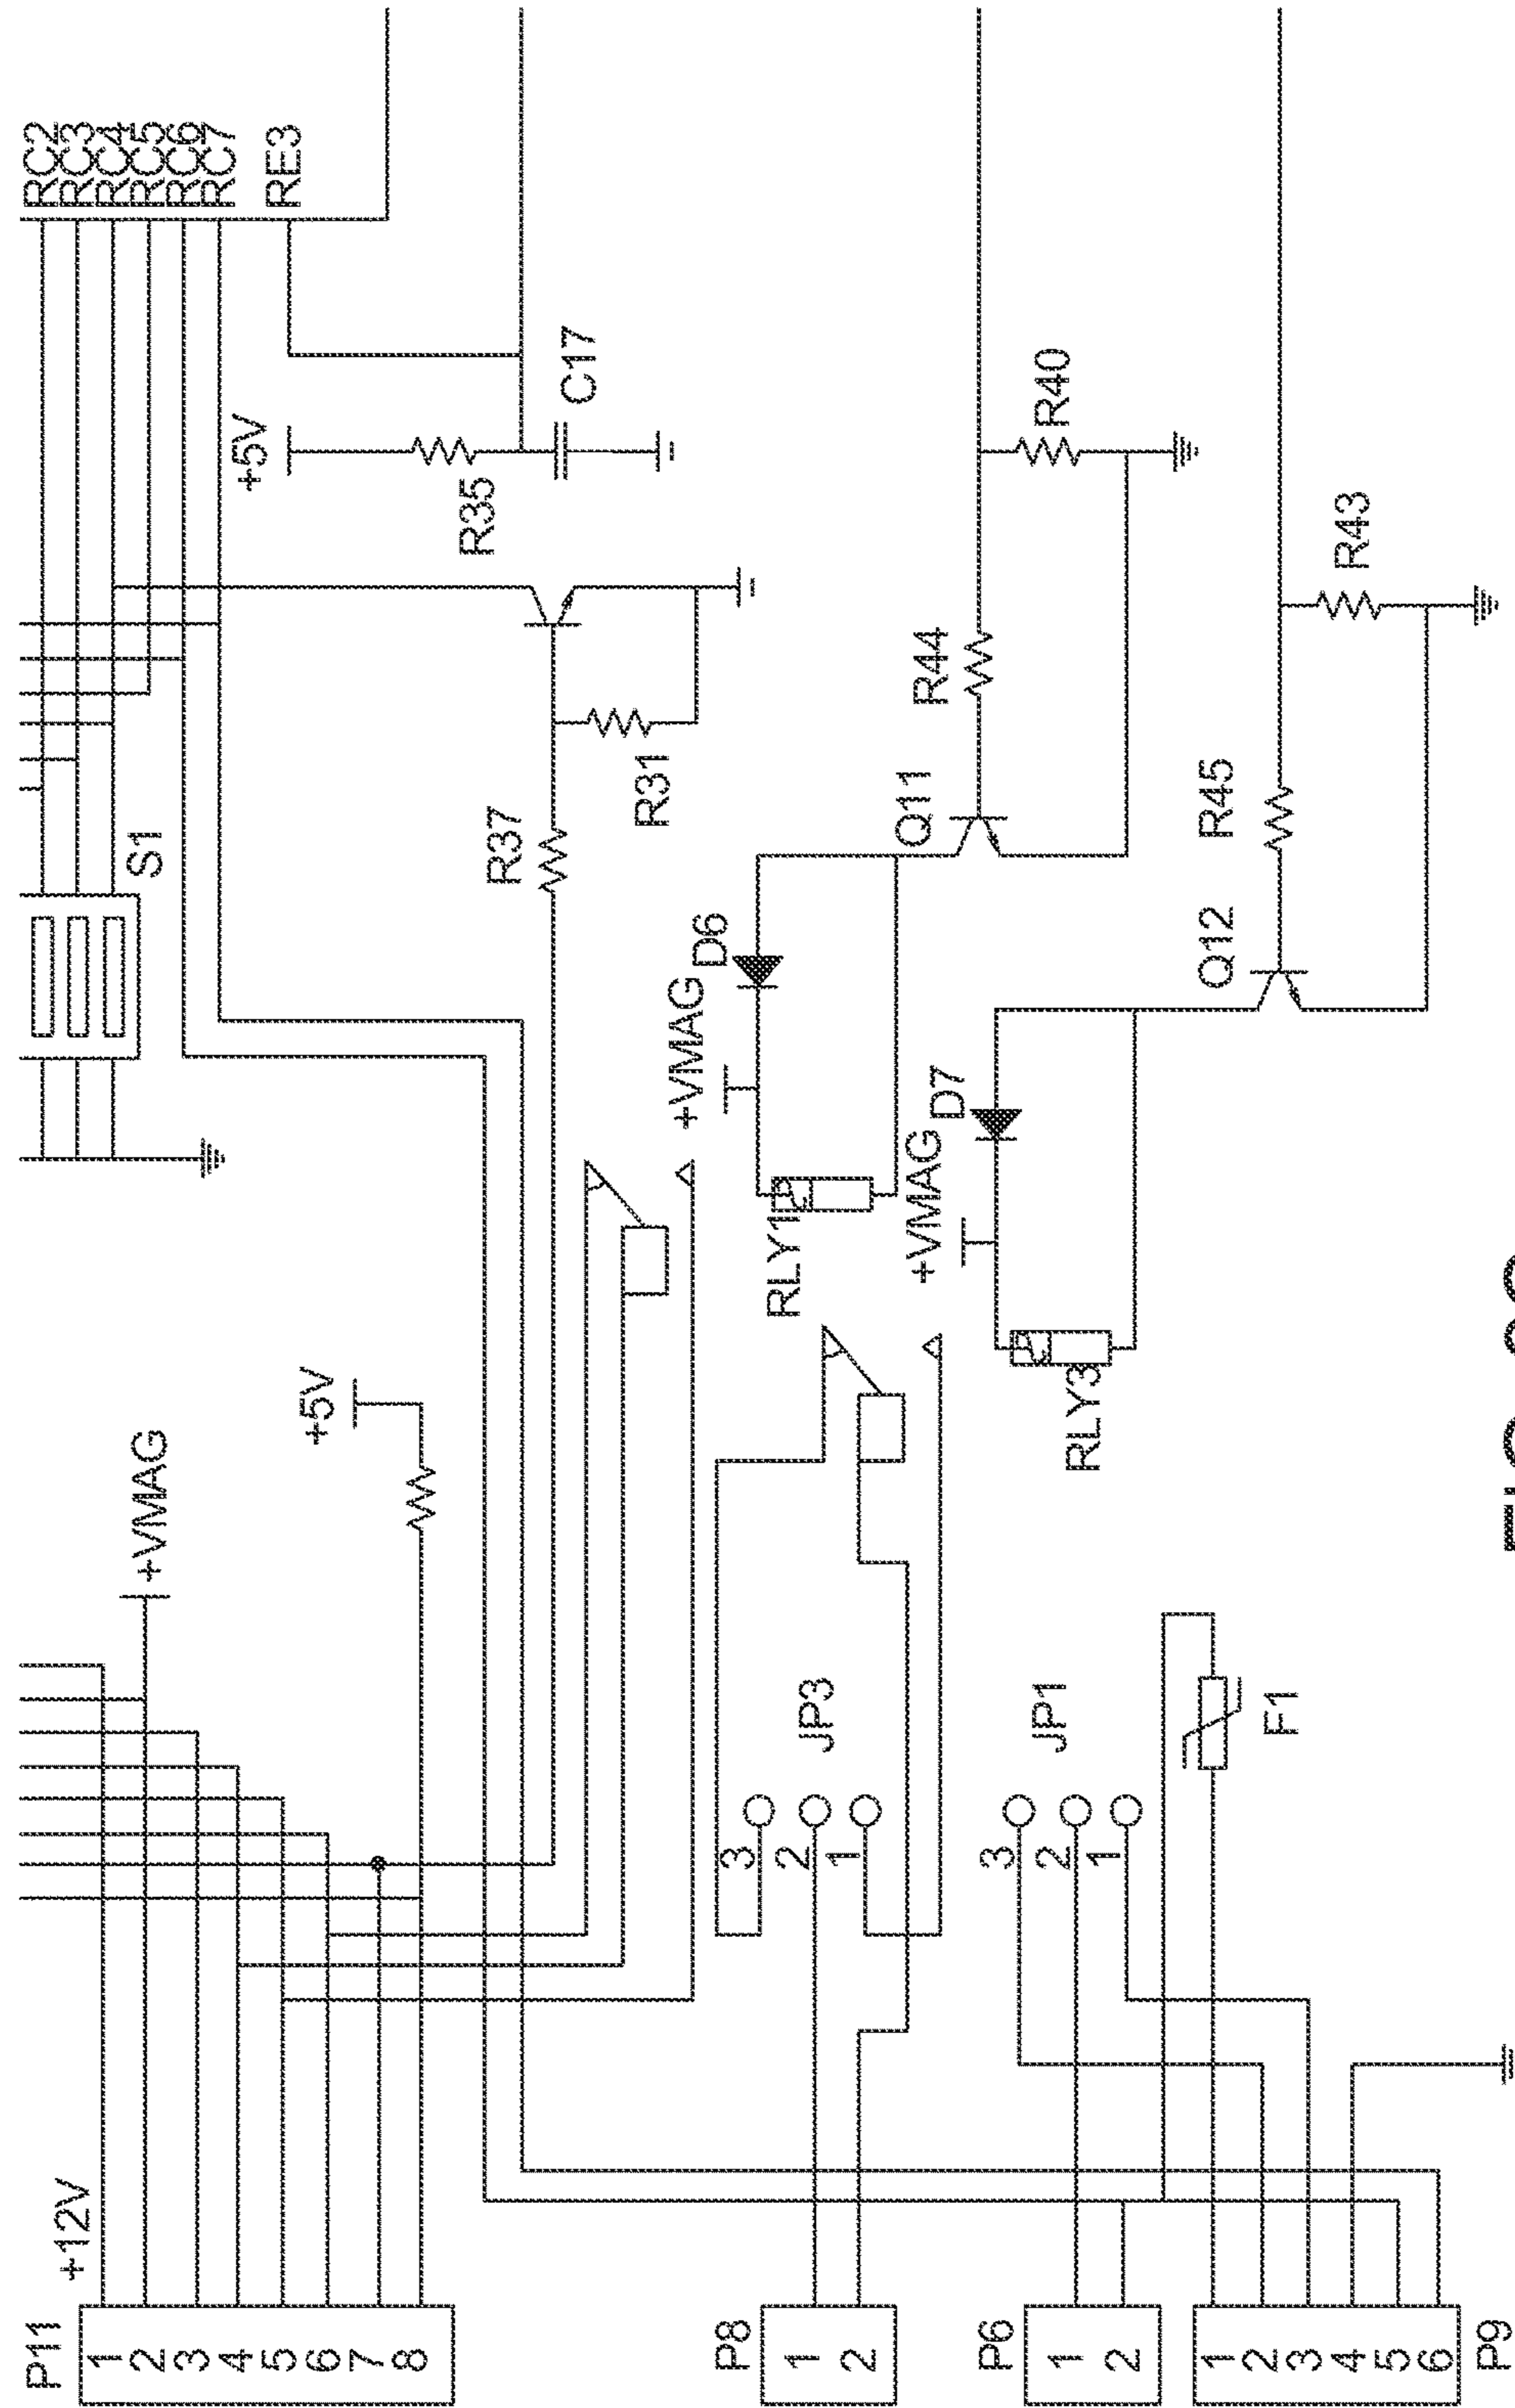 RC2
RC3
RC4
RC5
RC6
RC7
RE3
+5V
C17
R35
R40
R43
R44
R31
S1
R37
Q11
R45
D6
Q12
+VMAG
D7
RLY1
+VMAG
+5V
RLY3
+VMAG
JP3
3
2
1
JP1
3
2
1
F1
+12V
P11
1
2
3
4
5
6
7
8
P8
1
2
P6
1
2
P9
1
2
3
4
5
6